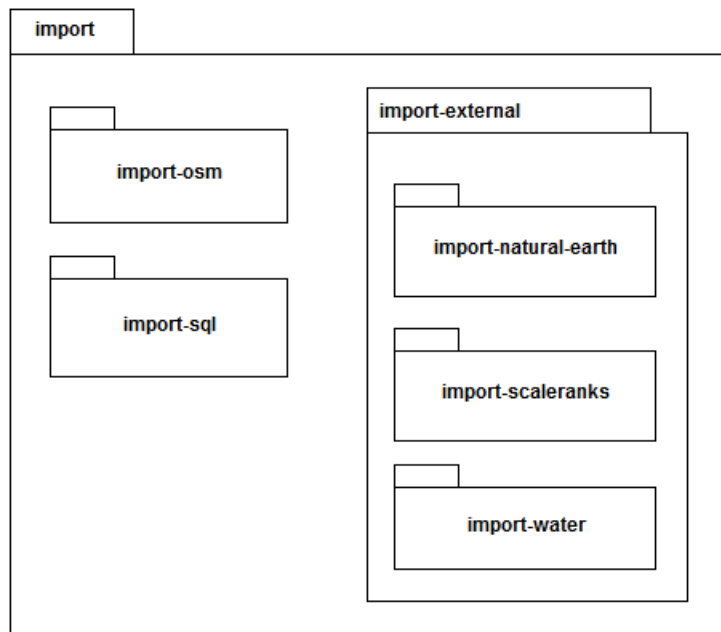 import
import-osm
import-sql
import-external
import-natural-earth
import-scaleranks
import-water